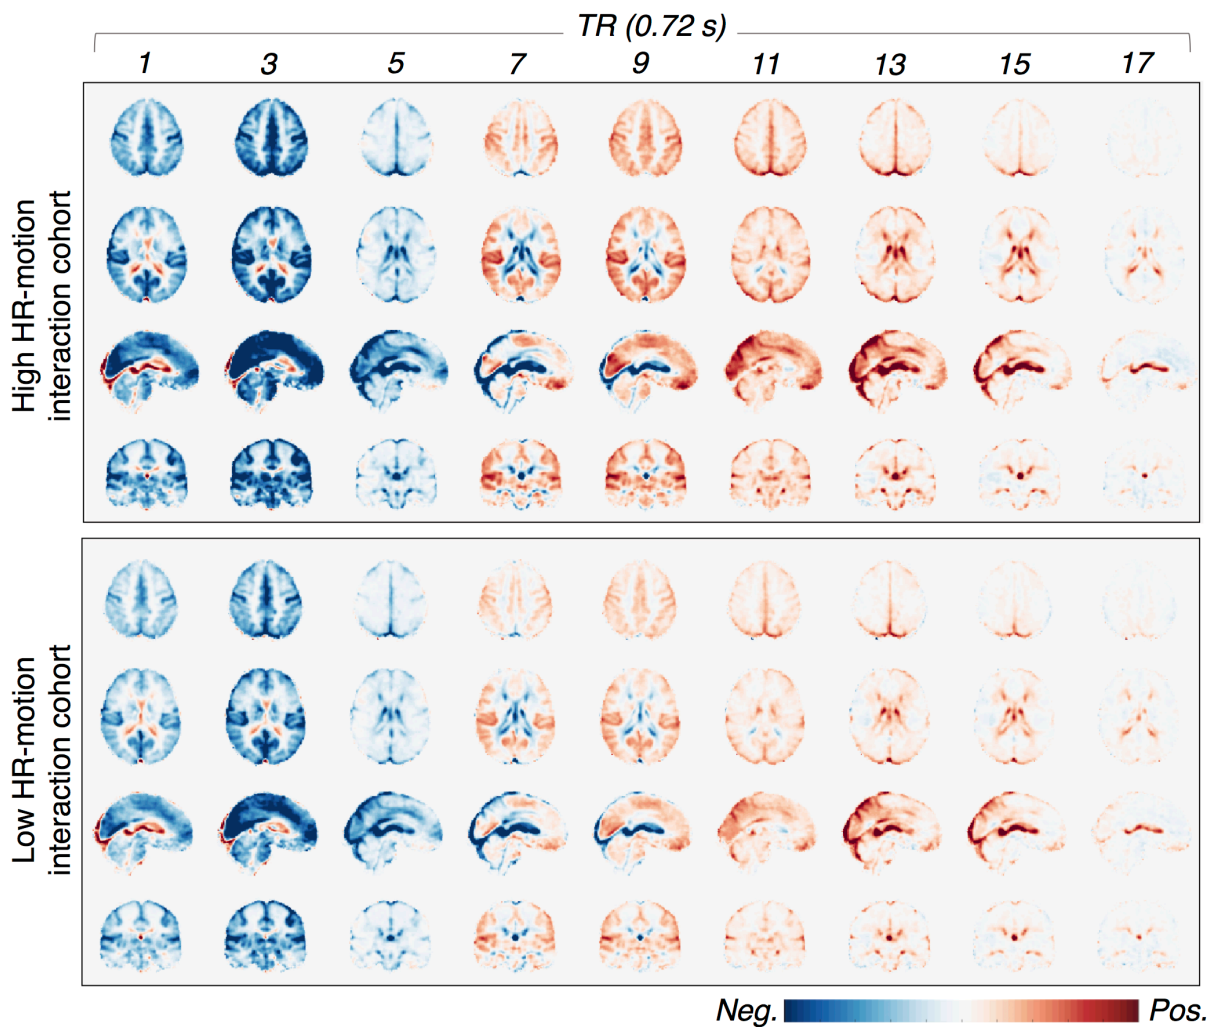 TR (0.72 s)
1 3 5 7 9 11 13 15 17
High HR-motion
interaction cohort
Low HR-motion
interaction cohort
Neg. Pos.